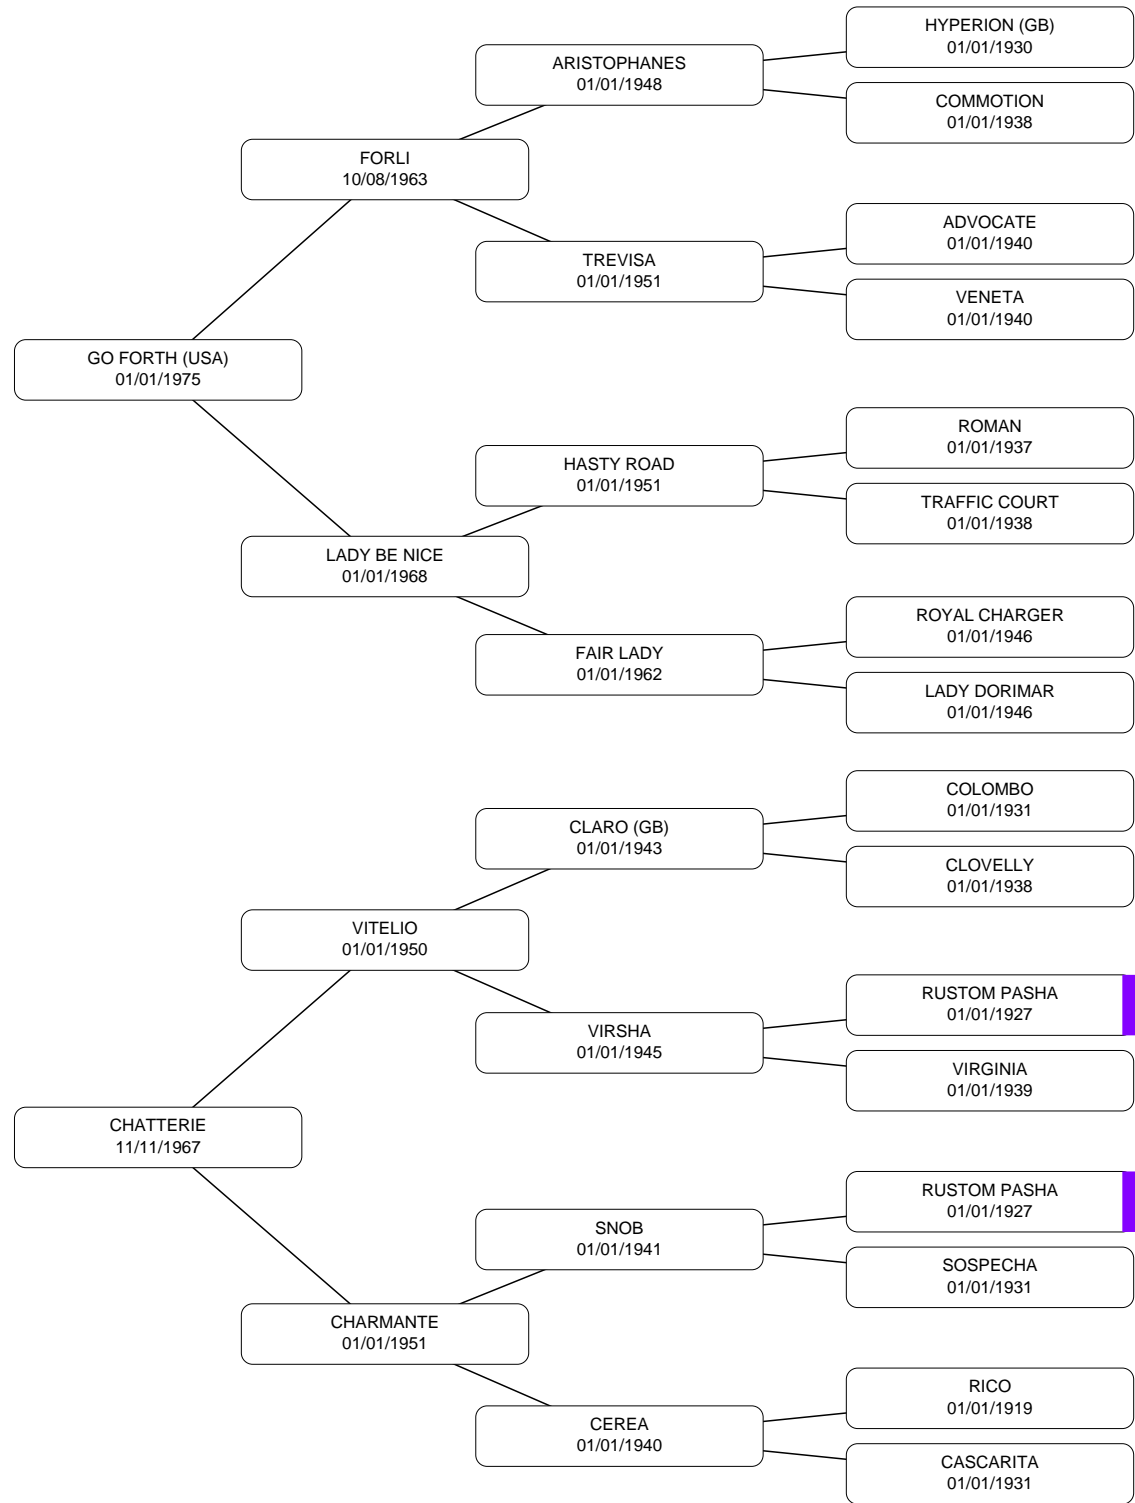 HYPERION (GB)
01/01/1930
ARISTOPHANES
01/01/1948
COMMOTION
01/01/1938
FORLI
10/08/1963
ADVOCATE
01/01/1940
TREVISA
01/01/1951
VENETA
01/01/1940
GO FORTH (USA)
01/01/1975
ROMAN
01/01/1937
HASTY ROAD
01/01/1951
TRAFFIC COURT
01/01/1938
LADY BE NICE
01/01/1968
ROYAL CHARGER
01/01/1946
FAIR LADY
01/01/1962
LADY DORIMAR
01/01/1946
COLOMBO
01/01/1931
CLARO (GB)
01/01/1943
CLOVELLY
01/01/1938
VITELIO
01/01/1950
RUSTOM PASHA
01/01/1927
VIRSHA
01/01/1945
VIRGINIA
01/01/1939
CHATTERIE
11/11/1967
RUSTOM PASHA
01/01/1927
SNOB
01/01/1941
SOSPECHA
01/01/1931
CHARMANTE
01/01/1951
RICO
01/01/1919
CEREA
01/01/1940
CASCARITA
01/01/1931